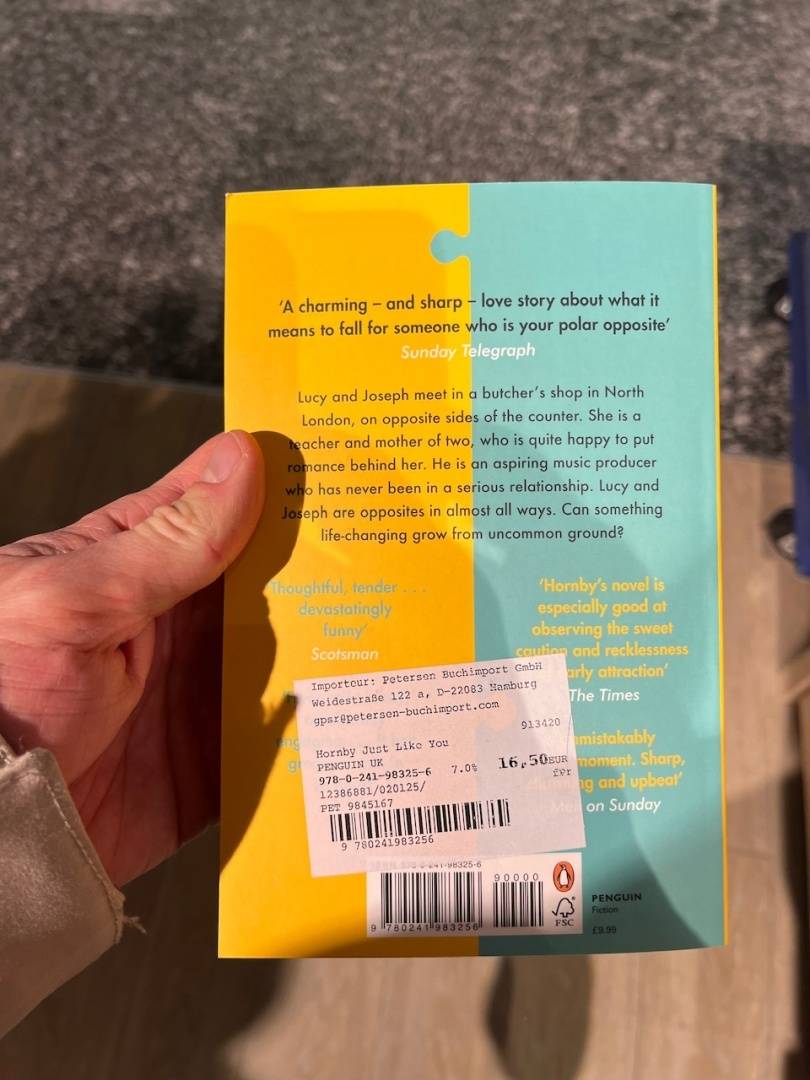 ‘A charming – and sharp – love story about what it
means to fall for someone who is your polar opposite’
Sunday Telegraph
Lucy and Joseph meet in a butcher’s shop in North
London, on opposite sides of the counter. She is a
teacher and mother of two, who is quite happy to put
romance behind her. He is an aspiring music producer
who has never been in a serious relationship. Lucy and
Joseph are opposites in almost all ways. Can something
life-changing grow from uncommon ground?
‘Thoughtful, tender . . .
devastatingly
funny’
Scotsman
‘Hornby’s novel is
especially good at
observing the sweet
caution and recklessness
early attraction’
The Times
moment. Sharp,
and upbeat’
on Sunday
Importeur: Petersen Buchimport GmbH
Weidestraße 122 a, D-22083 Hamburg
gpsr@petersen-buchimport.com
913420
Hornby Just Like You
PENGUIN UK
978-0-241-98325-6 7.0% 16,50EUR
12386881/020125/
PET 9845167
9 780241983256
90000
9 780241 983256
FSC
PENGUIN
Fiction
£9.99